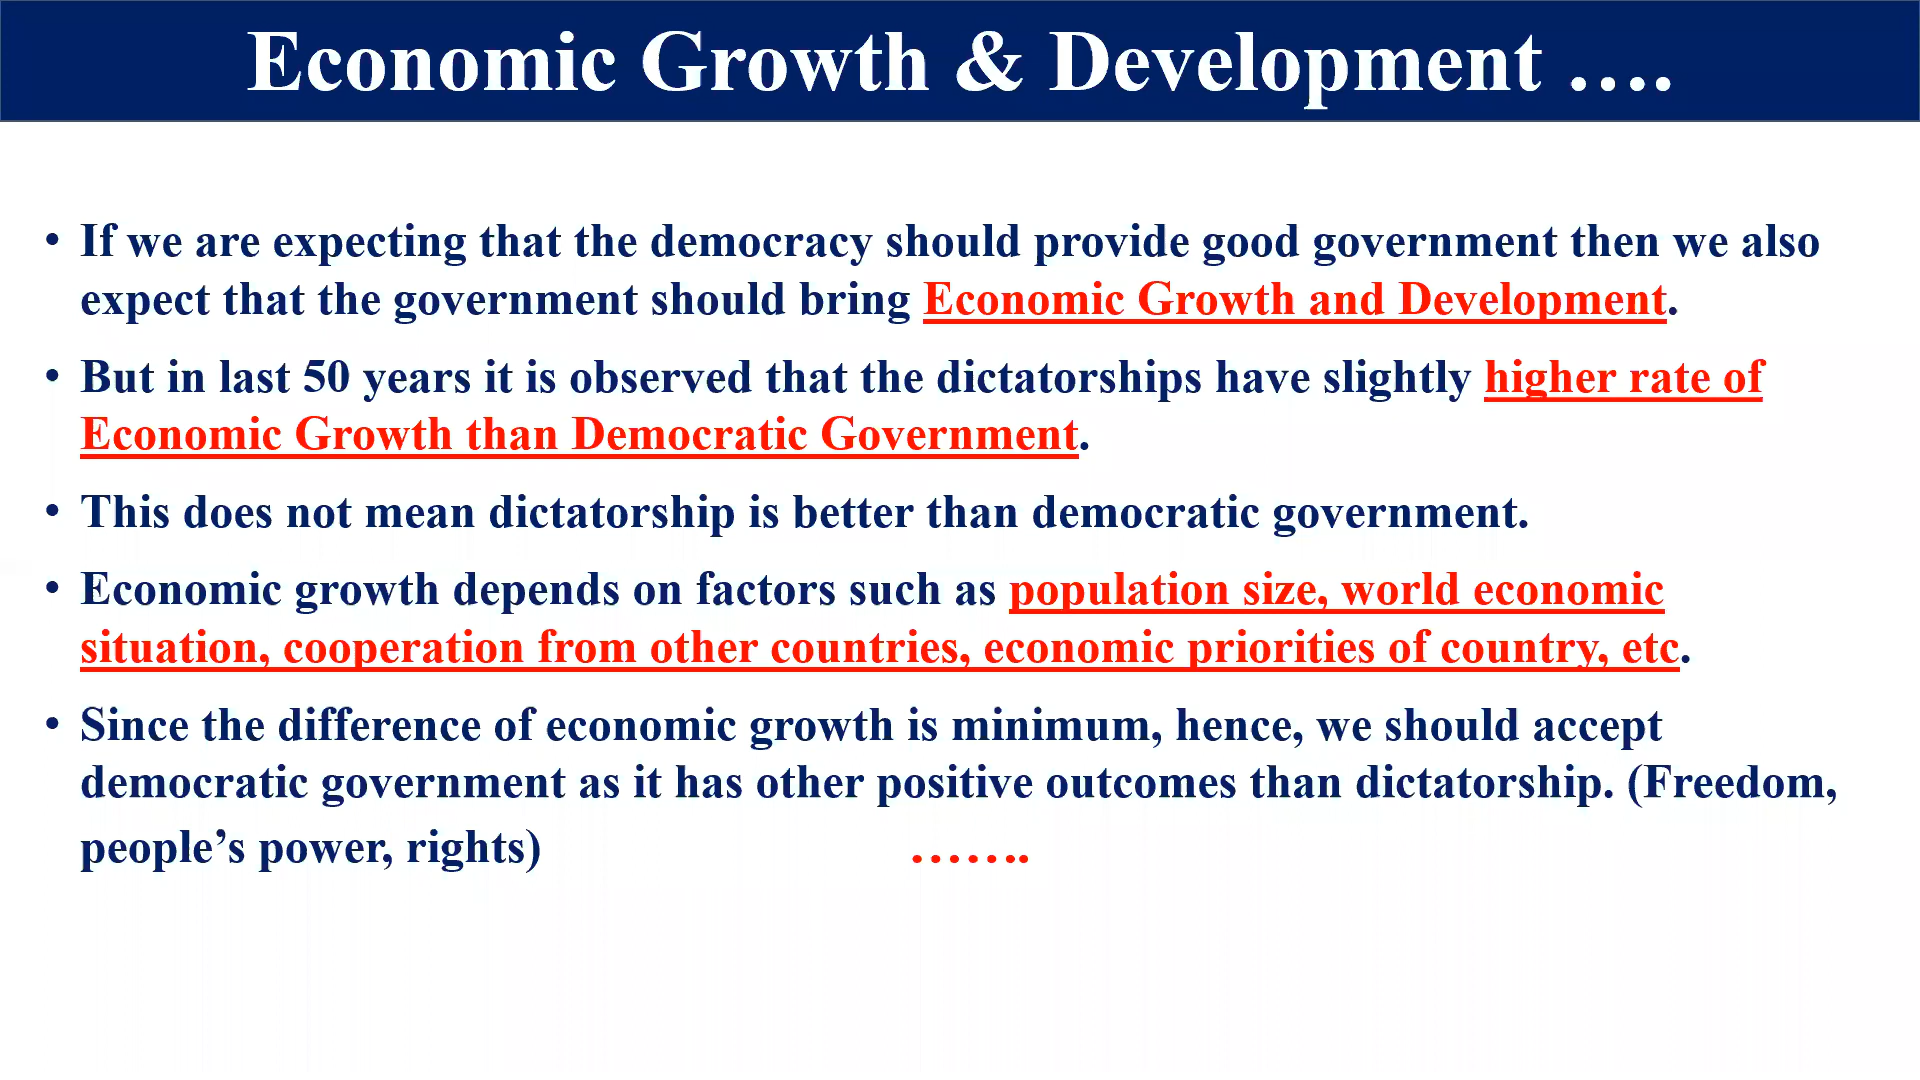 Economic Growth & Development ….
• If we are expecting that the democracy should provide good government then we also
expect that the government should bring Economic Growth and Development.
• But in last 50 years it is observed that the dictatorships have slightly higher rate of
Economic Growth than Democratic Government.
• This does not mean dictatorship is better than democratic government.
• Economic growth depends on factors such as population size, world economic
situation, cooperation from other countries, economic priorities of country, etc.
• Since the difference of economic growth is minimum, hence, we should accept
democratic government as it has other positive outcomes than dictatorship. (Freedom,
people’s power, rights) …….